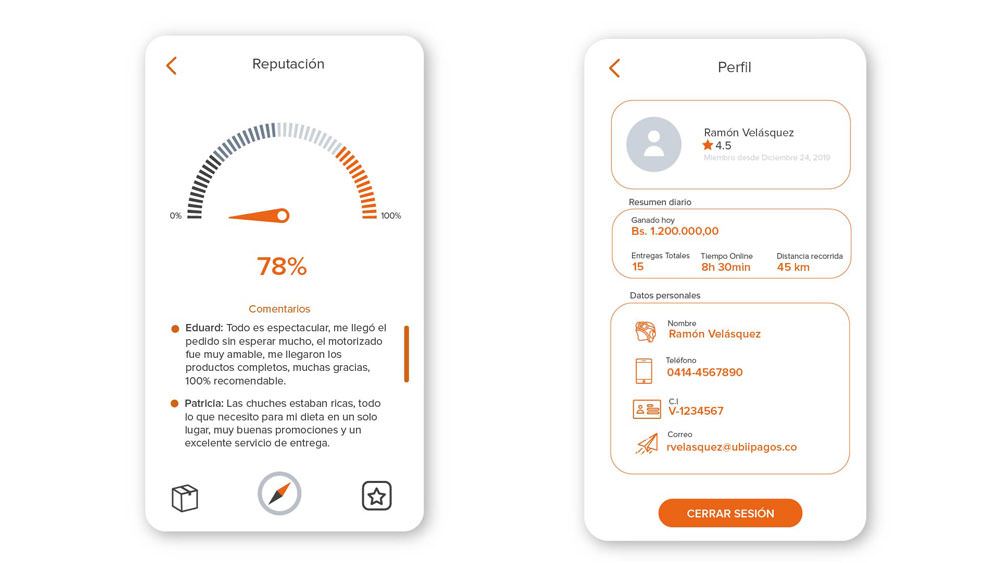 Reputación
0%
100%
78%
Comentarios
Eduard: Todo es espectacular, me llegó el
pedido sin esperar mucho, el motorizado
fue muy amable, me llegaron los
productos completos, muchas gracias,
100% recomendable.
Patricia: Las chuches estaban ricas, todo
lo que necesito para mi dieta en un solo
lugar, muy buenas promociones y un
excelente servicio de entrega.
Perfil
Ramón Velásquez
4.5
Miembro desde Diciembre 24, 2019
Resumen diario
Ganado hoy
Bs. 1.200.000,00
Entregas Totales Tiempo Online Distancia recorrida
15 8h 30min 45 km
Datos personales
Nombre
Ramón Velásquez
Teléfono
0414-4567890
C.I
V-1234567
Correo
rvelasquez@ubiipagos.co
CERRAR SESIÓN